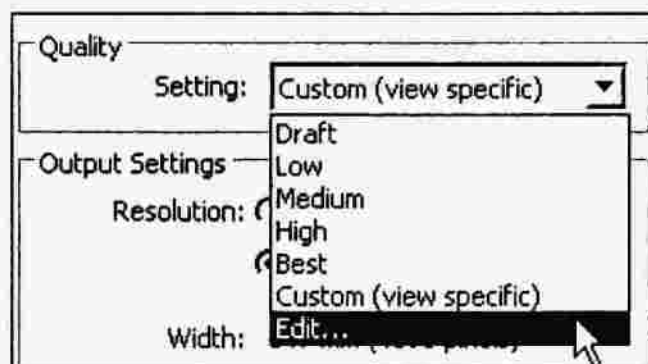 Quality
Setting: Custom (view specific)
Draft
Output Settings
Low
Resolution: Medium
High
Best
Custom (view specific)
Width: Edit...